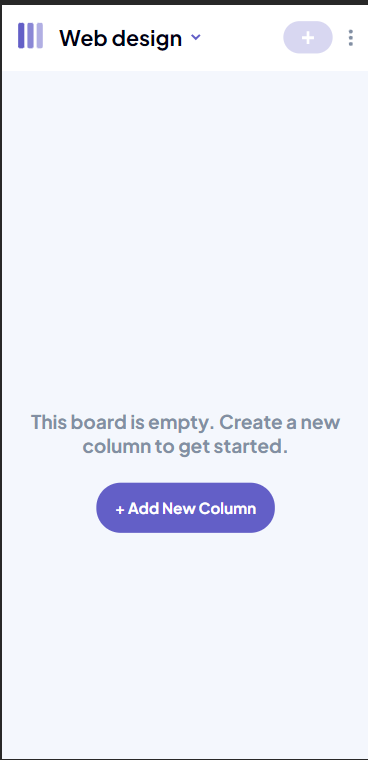 Web design
+
This board is empty. Create a new
column to get started.
+ Add New Column